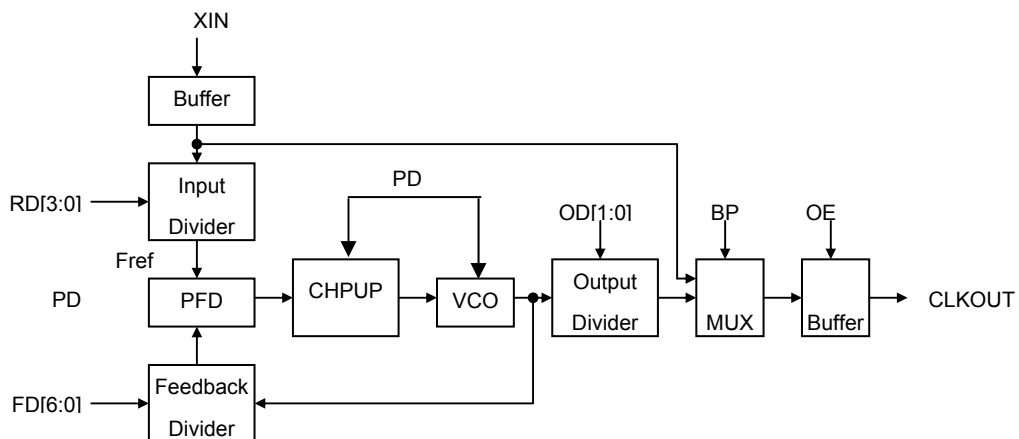 XIN
Buffer
Input
Divider
RD[3:0]
PD
OD[1:0]
BP
OE
Fref
PD
PFD
CHPUP
VCO
Output
Divider
MUX
Buffer
CLKOUT
FD[6:0]
Feedback
Divider